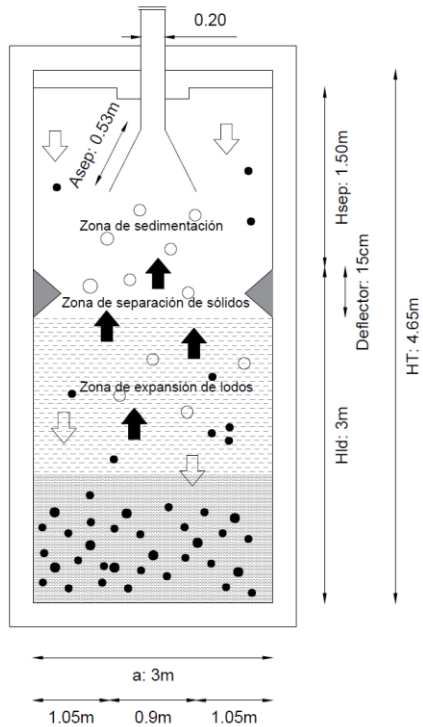 0.20
Asep: 0.53m
Hsep: 1.50m
Zona de sedimentación
Deflector: 15cm
Zona de separación de sólidos
HT: 4.65m
Zona de expansión de lodos
Hld: 3m
a: 3m
1.05m 0.9m 1.05m